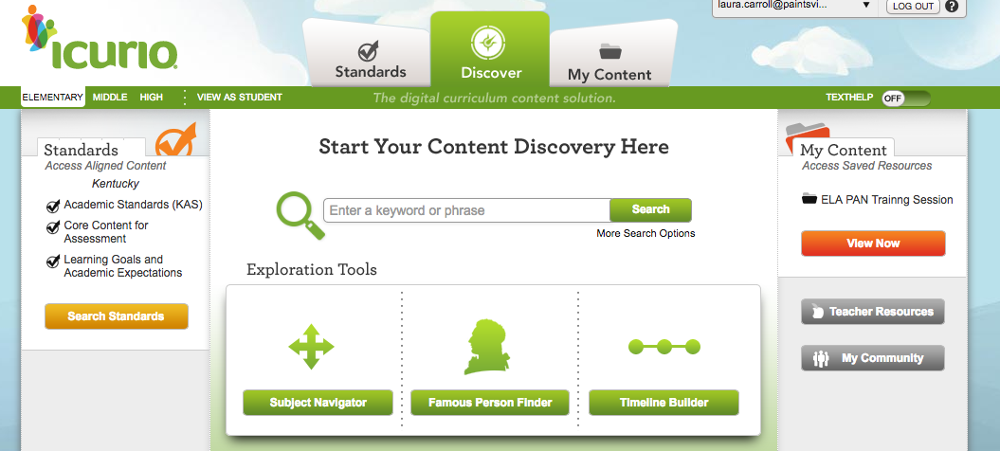 laura.carroll@paintsvi...
LOG OUT
?
icurio
Standards
Discover
My Content
ELEMENTARY
MIDDLE
HIGH
VIEW AS STUDENT
The digital curriculum content solution.
TEXTHELP
OFF
Standards
Access Aligned Content
Kentucky
Academic Standards (KAS)
Core Content for
Assessment
Learning Goals and
Academic Expectations
Search Standards
Start Your Content Discovery Here
Enter a keyword or phrase
Search
More Search Options
Exploration Tools
Subject Navigator
Famous Person Finder
Timeline Builder
My Content
Access Saved Resources
ELA PAN Trainng Session
View Now
Teacher Resources
My Community